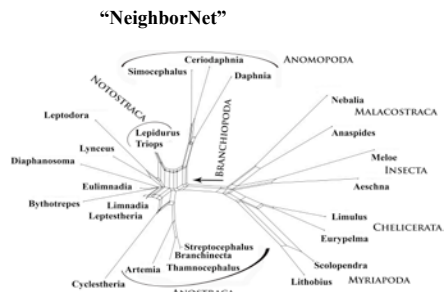 “NeighborNet”
Ceriodaphnia
ANOMOPODA
Simocephalus
Daphnia
NOTOSTRACA
Nebalia
MALACOSTRACA
Leptodora
Lepidurus
Triops
BRANCHIOPODA
Anaspides
Lynceus
Meloe
INSECTA
Diaphanosoma
Aeschna
Eulimnadia
Bythotrepes
Limnadia
Leptestheria
Limulus
CHELICERATA
Eurypelma
Streptocephalus
Branchinecta
Artemia
Thamnocephalus
Scolopendra
MYRIAPODA
Lithobius
Cyclestheria
ANOSTRACA